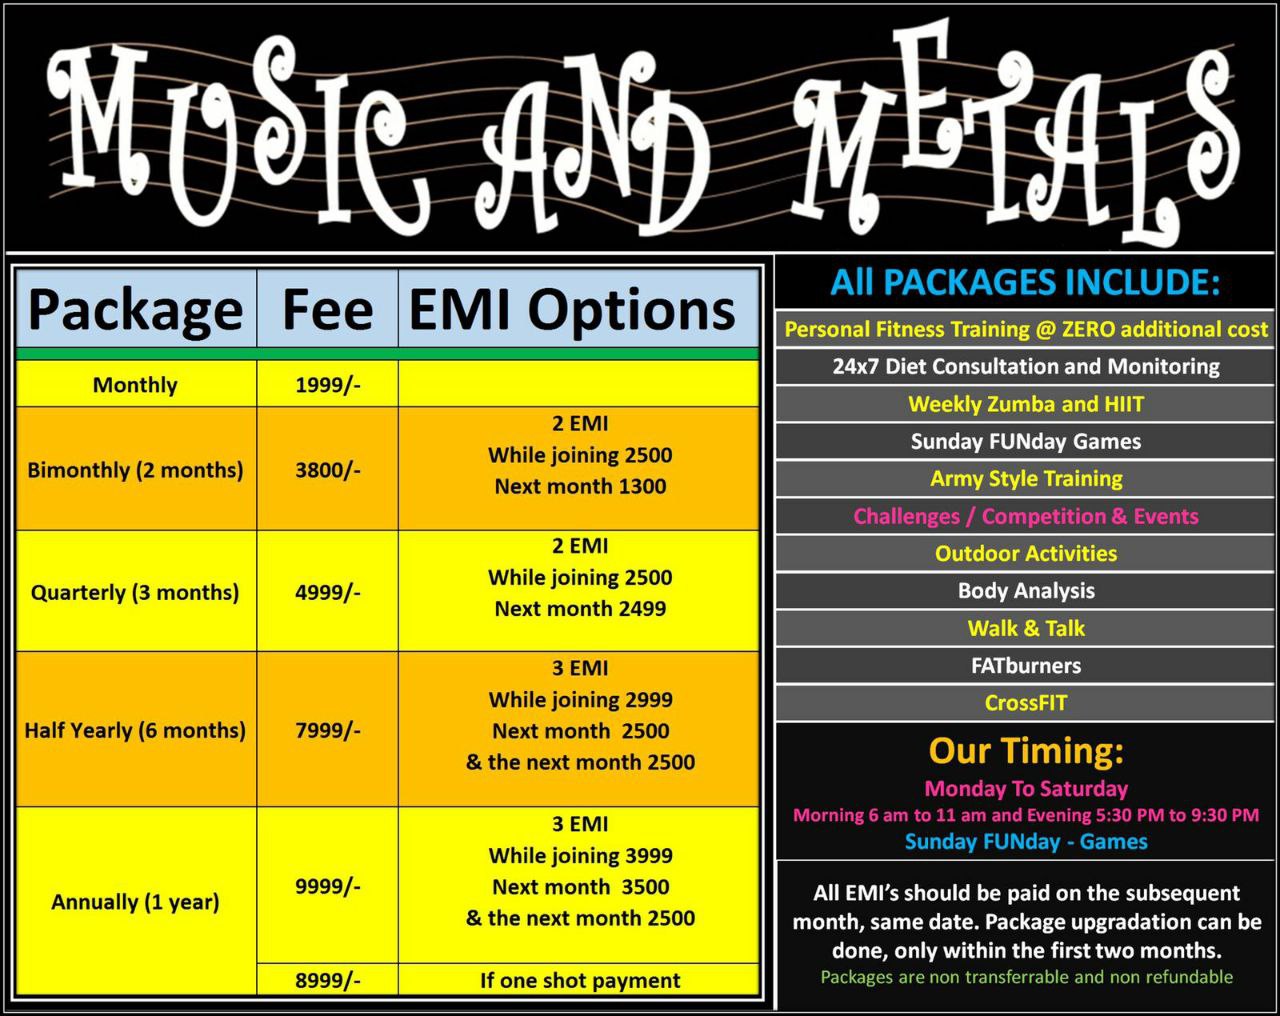 MUSIC AND METALS
Package Fee EMI Options
Monthly 1999/-
Bimonthly (2 months) 3800/-
2 EMI
While joining 2500
Next month 1300
Quarterly (3 months) 4999/-
2 EMI
While joining 2500
Next month 2499
Half Yearly (6 months) 7999/-
3 EMI
While joining 2999
Next month 2500
& the next month 2500
Annually (1 year) 9999/-
3 EMI
While joining 3999
Next month 3500
& the next month 2500
8999/- If one shot payment
All PACKAGES INCLUDE:
Personal Fitness Training @ ZERO additional cost
24x7 Diet Consultation and Monitoring
Weekly Zumba and HIIT
Sunday FUNday Games
Army Style Training
Challenges / Competition & Events
Outdoor Activities
Body Analysis
Walk & Talk
FATburners
CrossFIT
Our Timing:
Monday To Saturday
Morning 6 am to 11 am and Evening 5:30 PM to 9:30 PM
Sunday FUNday - Games
All EMI's should be paid on the subsequent
month, same date. Package upgradation can be
done, only within the first two months.
Packages are non transferrable and non refundable